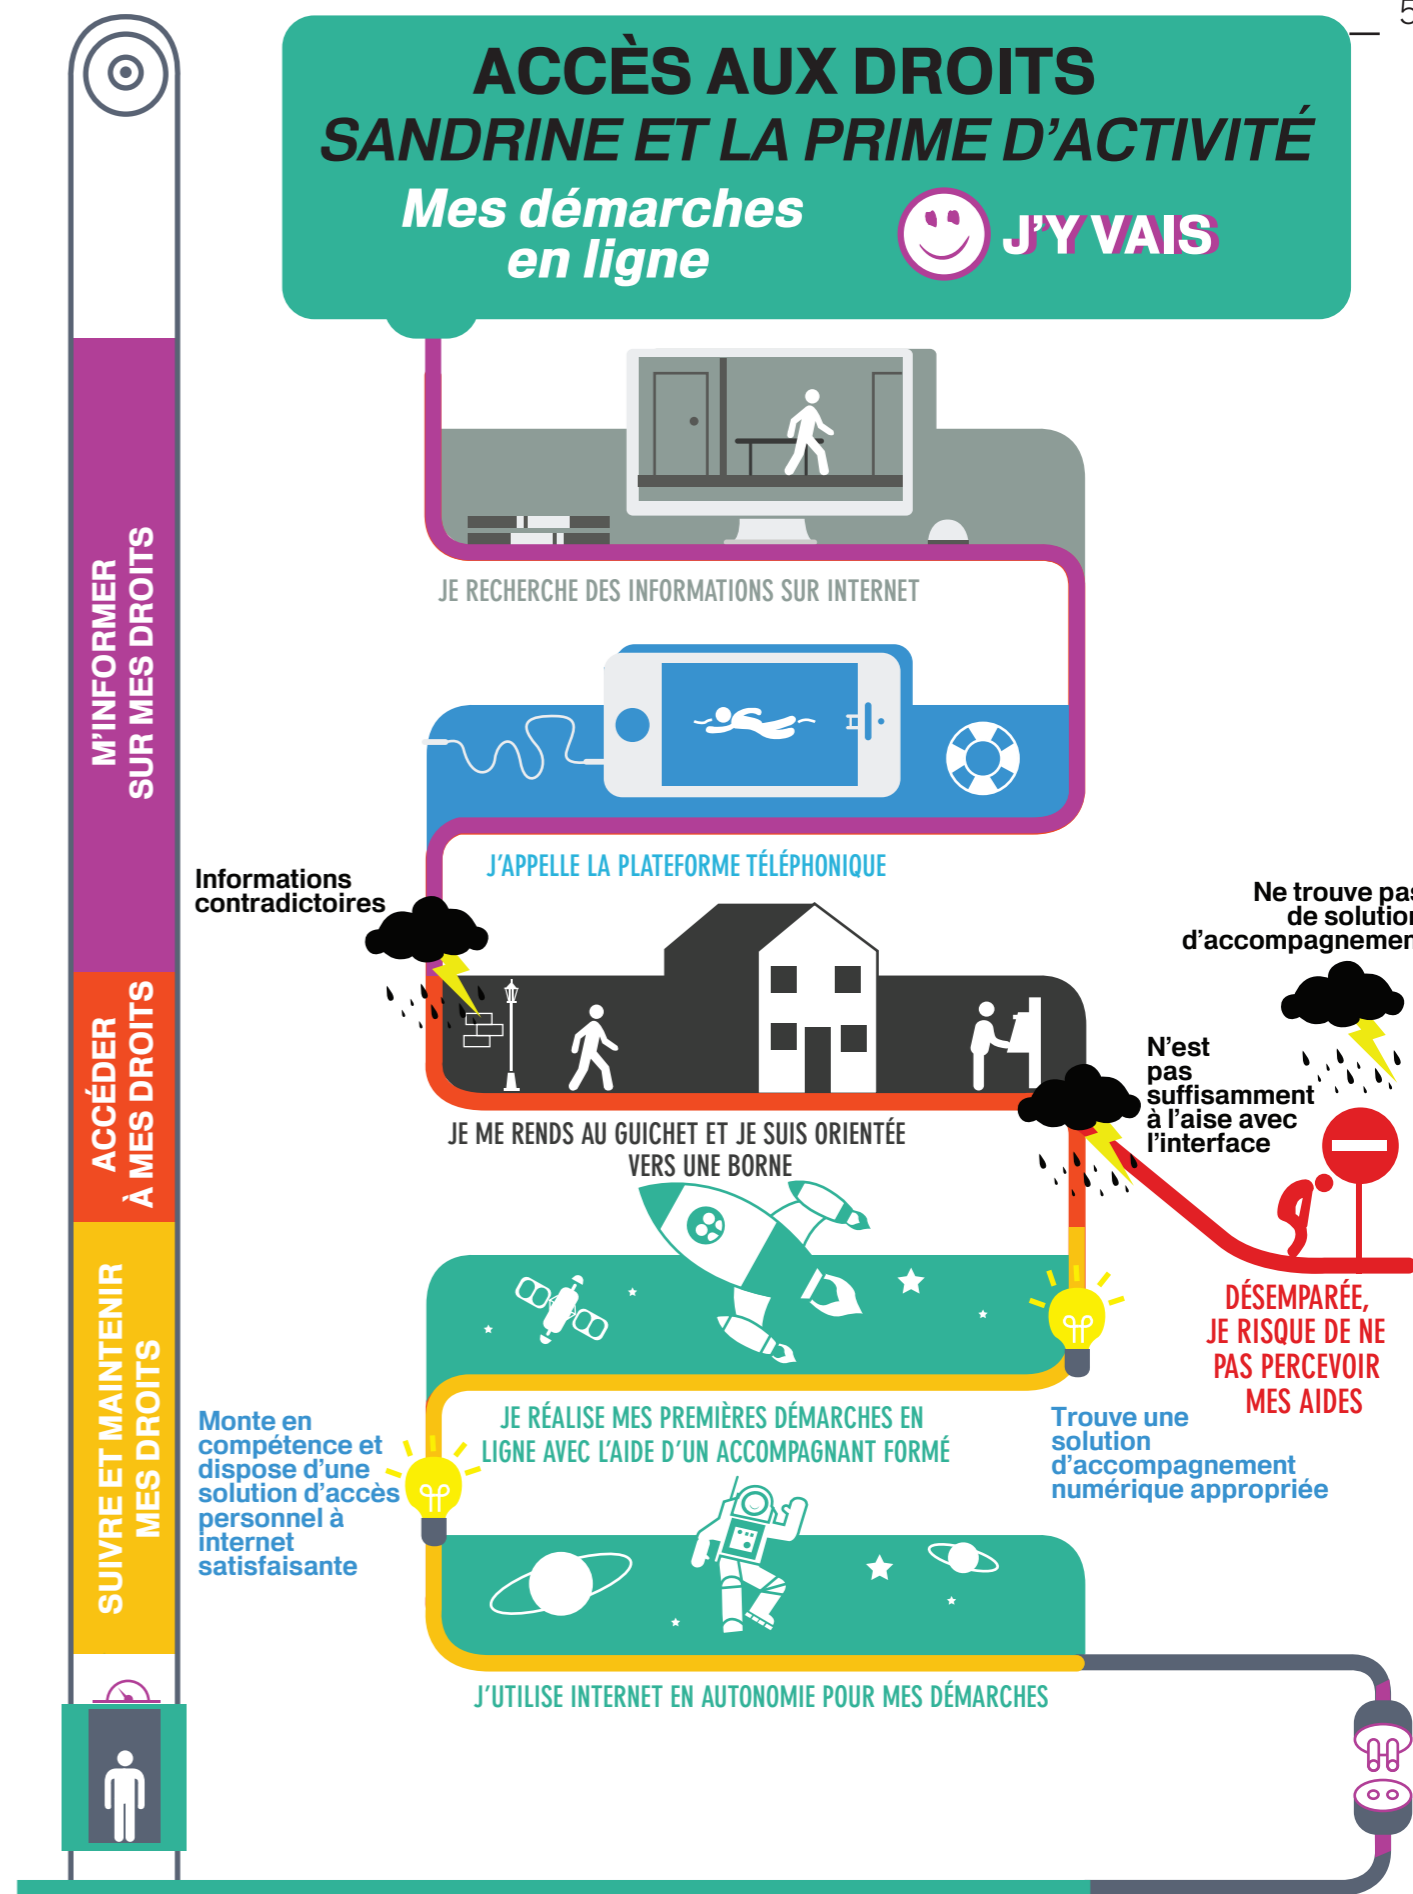 5
ACCÈS AUX DROITS
SANDRINE ET LA PRIME D'ACTIVITÉ
Mes démarches
en ligne
J'Y VAIS
M'INFORMER
SUR MES DROITS
JE RECHERCHE DES INFORMATIONS SUR INTERNET
J'APPELLE LA PLATEFORME TÉLÉPHONIQUE
Informations
contradictoires
Ne trouve pas
de solution
d'accompagnement
ACCÉDER
À MES DROITS
N'est
pas
suffisamment
à l'aise avec
l'interface
JE ME RENDS AU GUICHET ET JE SUIS ORIENTÉE
VERS UNE BORNE
DÉSEMPARÉE,
JE RISQUE DE NE
PAS PERCEVOIR
MES AIDES
SUIVRE ET MAINTENIR
MES DROITS
JE RÉALISE MES PREMIÈRES DÉMARCHES EN
LIGNE AVEC L'AIDE D'UN ACCOMPAGNANT FORMÉ
Trouve une
solution
d'accompagnement
numérique appropriée
Monte en
compétence et
dispose d'une
solution d'accès
personnel à
internet
satisfaisante
J'UTILISE INTERNET EN AUTONOMIE POUR MES DÉMARCHES